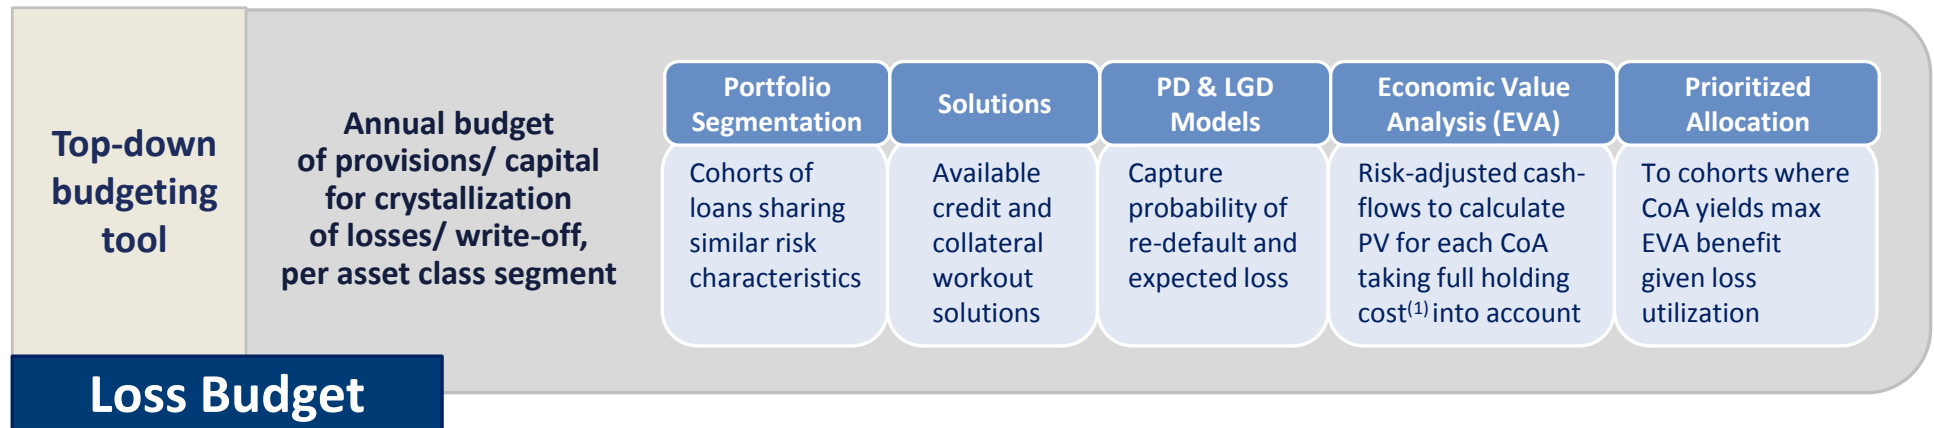 Top-down
budgeting
tool
Loss Budget
Annual budget
of provisions/ capital
for crystallization
of losses/ write-off,
per asset class segment
Portfolio
Segmentation
Cohorts of
loans sharing
similar risk
characteristics
Solutions
Available
credit and
collateral
workout
solutions
PD & LGD
Models
Capture
probability of
re-default and
expected loss
Economic Value
Analysis (EVA)
Risk-adjusted cash-
flows to calculate
PV for each CoA
taking full holding
cost(1) into account
Prioritized
Allocation
To cohorts where
CoA yields max
EVA benefit
given loss
utilization